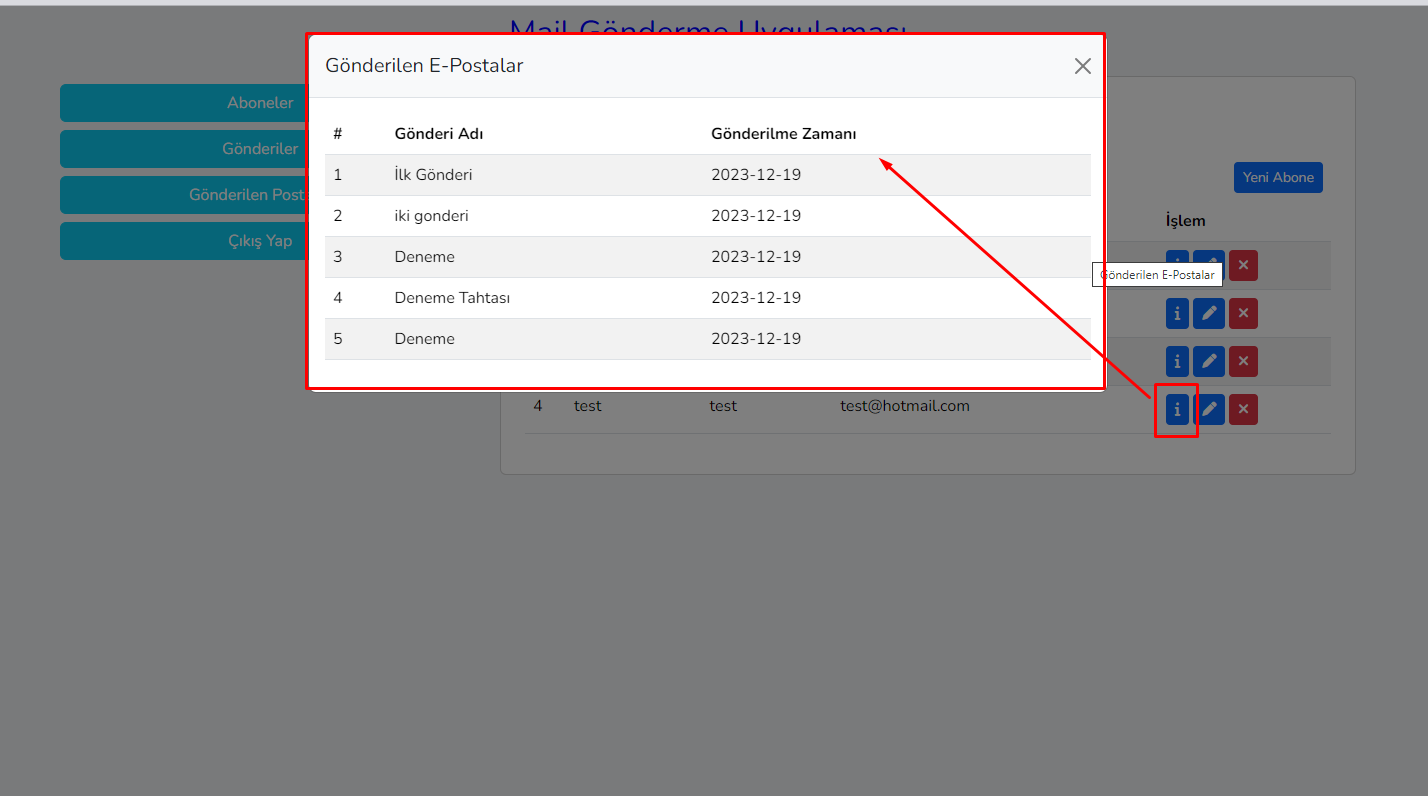 Mail Gönderme Uygulaması
Gönderilen E-Postalar
Aboneler
Gönderiler
Gönderilen Posta
Çıkış Yap
# Gönderi Adı Gönderilme Zamanı
1 İlk Gönderi 2023-12-19
2 iki gonderi 2023-12-19
3 Deneme 2023-12-19
4 Deneme Tahtası 2023-12-19
5 Deneme 2023-12-19
Yeni Abone
İşlem
Gönderilen E-Postalar
4 test test test@hotmail.com